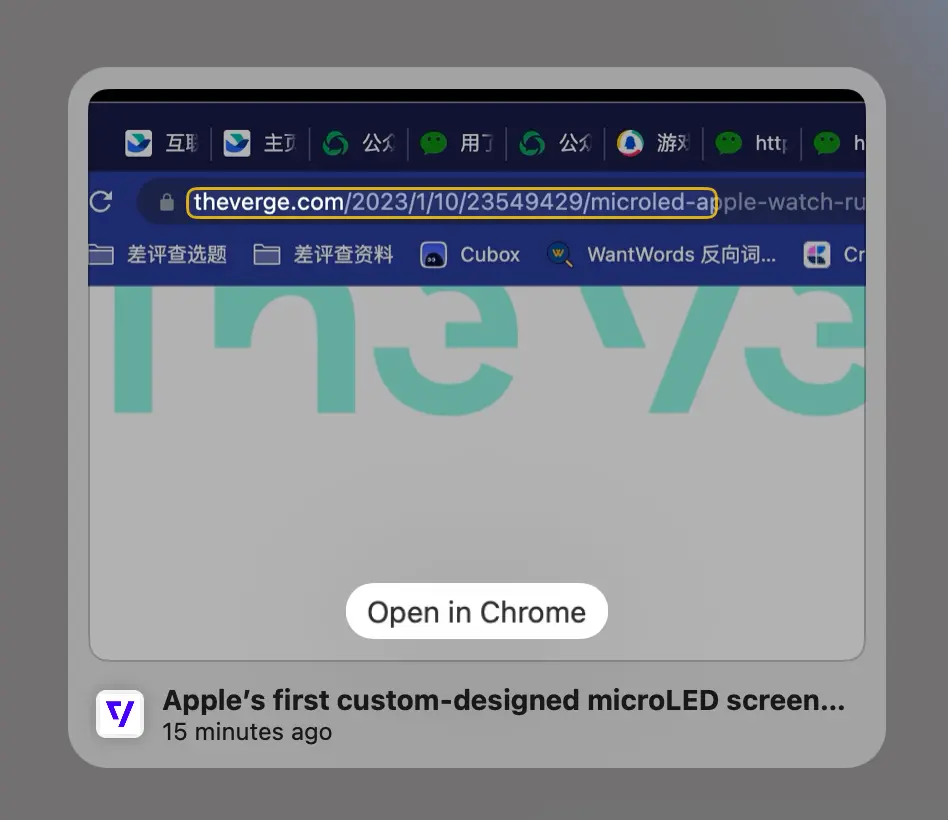 互联 主页 公众 用了 公众 游戏 http h
theverge.com/2023/1/10/23549429/microled-apple-watch-ru
差评查选题 差评查资料 Cubox WantWords 反向词... Cr
The Ve
Open in Chrome
Apple’s first custom-designed microLED screen...
15 minutes ago